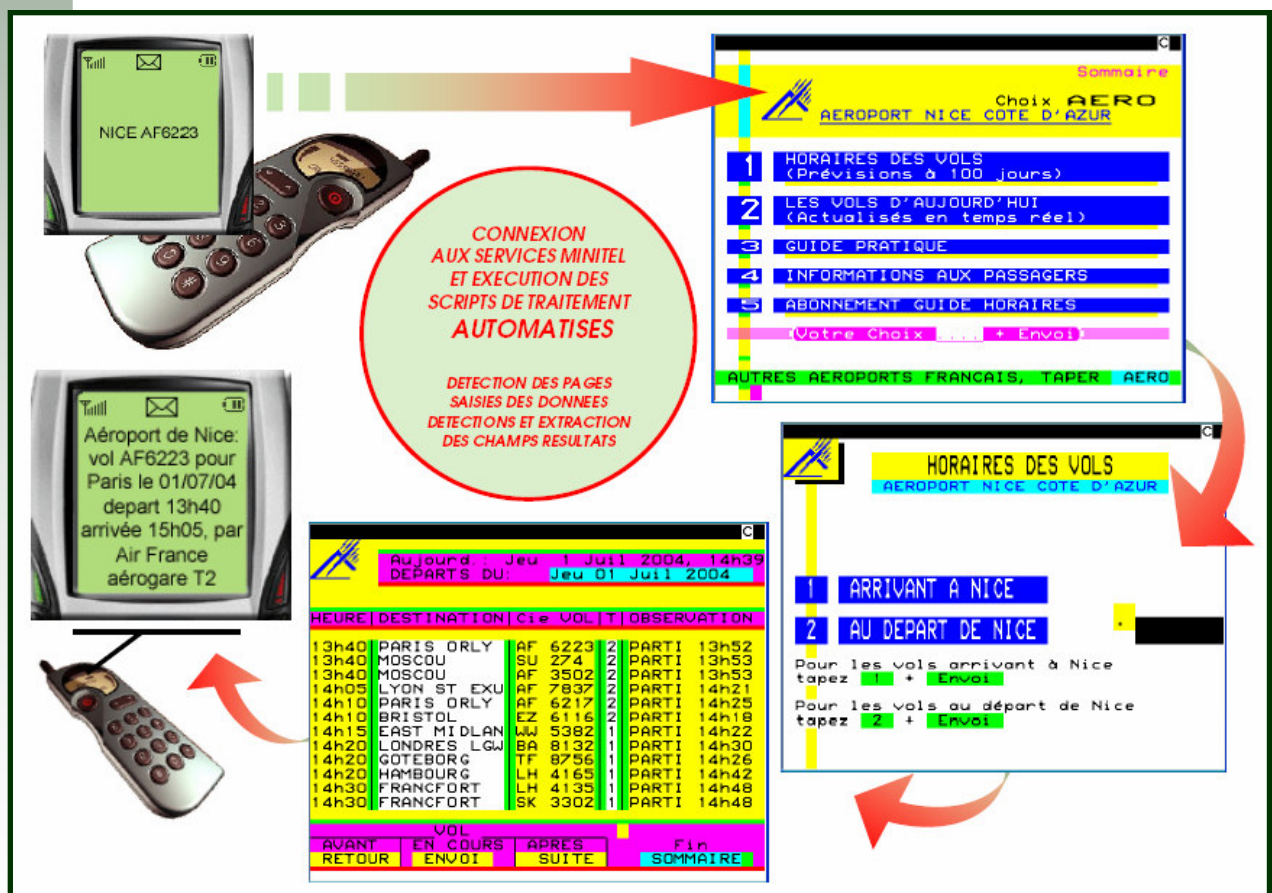 NICE AF6223
C
Sommaire
Choix AERO
AEROPORT NICE COTE D'AZUR
1 HORAIRES DES VOLS
(Prévisions à 100 jours)
2 LES VOLS D'AUJOURD'HUI
(Actualisés en temps réel)
3 GUIDE PRATIQUE
4 INFORMATIONS AUX PASSAGERS
5 ABONNEMENT GUIDE HORAIRES
(Votre Choix .... + Envoi)
AUTRES AEROPORTS FRANCAIS, TAPER AERO
CONNEXION
AUX SERVICES MINITEL
ET EXECUTION DES
SCRIPTS DE TRAITEMENT
AUTOMATISES
DETECTION DES PAGES
SAISIES DES DONNEES
DETECTIONS ET EXTRACTION
DES CHAMPS RESULTATS
C
HORAIRES DES VOLS
AEROPORT NICE COTE D'AZUR
1 ARRIVANT A NICE
2 AU DEPART DE NICE
Pour les vols arrivant à Nice
tapez 1 + Envoi
Pour les vols au départ de Nice
tapez 2 + Envoi
C
Aujourd.: Jeu 1 Juil 2004, 14h39
DEPARTS DU: Jeu 01 Juil 2004
HEURE DESTINATION Cie VOL T OBSERVATION
13h40 PARIS ORLY AF 6223 2 PARTI 13h52
13h40 MOSCOU SU 274 2 PARTI 13h53
13h40 MOSCOU AF 3502 2 PARTI 13h53
14h05 LYON ST EXU AF 7837 2 PARTI 14h21
14h10 PARIS ORLY AF 6217 2 PARTI 14h25
14h10 BRISTOL EZ 6116 2 PARTI 14h18
14h15 EAST MIDLAN WW 5382 1 PARTI 14h22
14h20 LONDRES LGW BA 8132 1 PARTI 14h30
14h20 GOTEBORG TF 8756 1 PARTI 14h26
14h20 HAMBOURG LH 4165 1 PARTI 14h42
14h30 FRANCFORT LH 4135 1 PARTI 14h48
14h30 FRANCFORT SK 3302 1 PARTI 14h48
VOL
AVANT EN COURS APRES Fin
RETOUR ENVOI SUITE SOMMAIRE
Aéroport de Nice:
vol AF6223 pour
Paris le 01/07/04
depart 13h40
arrivée 15h05, par
Air France
aérogare T2